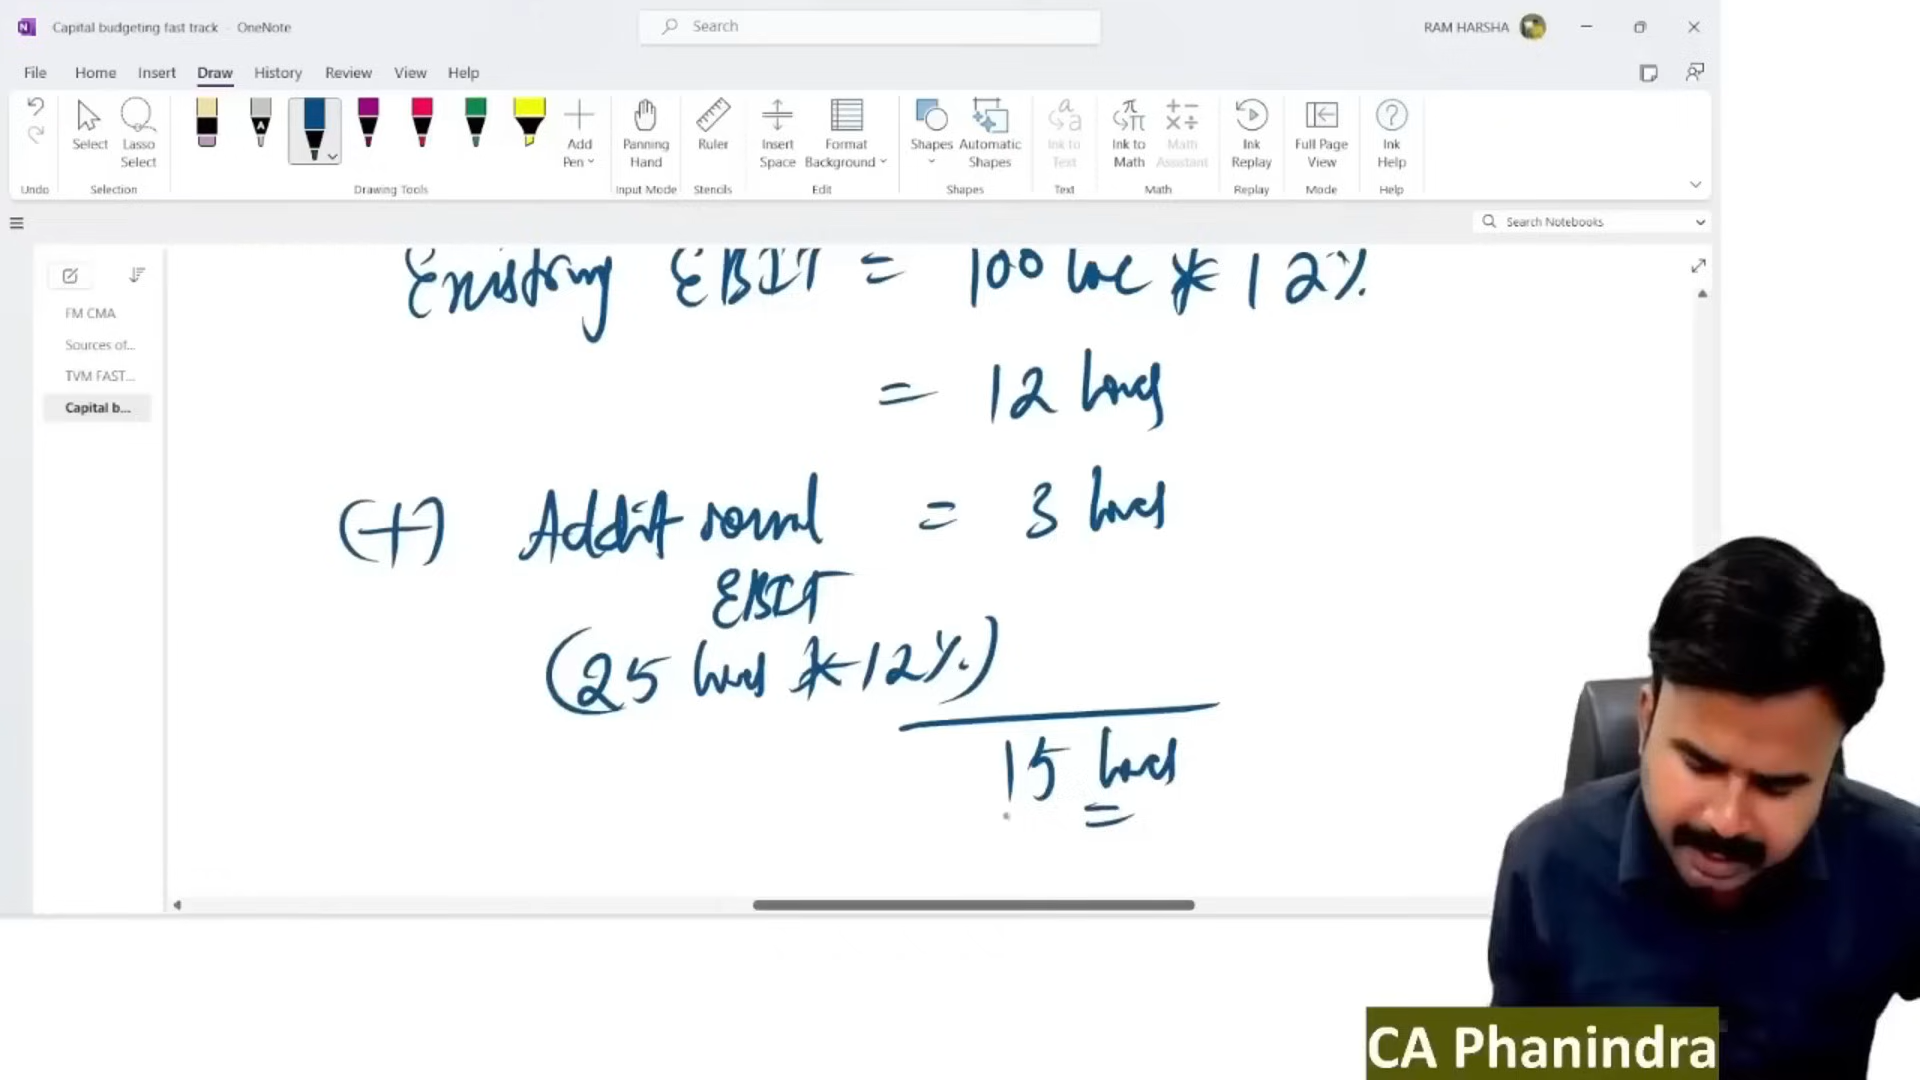 Capital budgeting fast track - OneNote
Search
RAM HARSHA
File Home Insert Draw History Review View Help
Undo
Select
Lasso Select
Selection
Drawing Tools
Add Pen
Panning Hand
Input Mode
Ruler
Stencils
Insert Space
Format Background
Edit
Shapes
Automatic Shapes
Shapes
Ink to Text
Text
Ink to Math
Math Assistant
Math
Ink Replay
Replay
Full Page View
Mode
Ink Help
Help
Search Notebooks
FM CMA
Sources of...
TVM FAST...
Capital b...
Existing EBIT = 100 lac * 12%
= 12 lacs
(+) Additional = 3 lacs
EBIT
(25 lacs * 12%.)
15 lacs
CA Phanindra